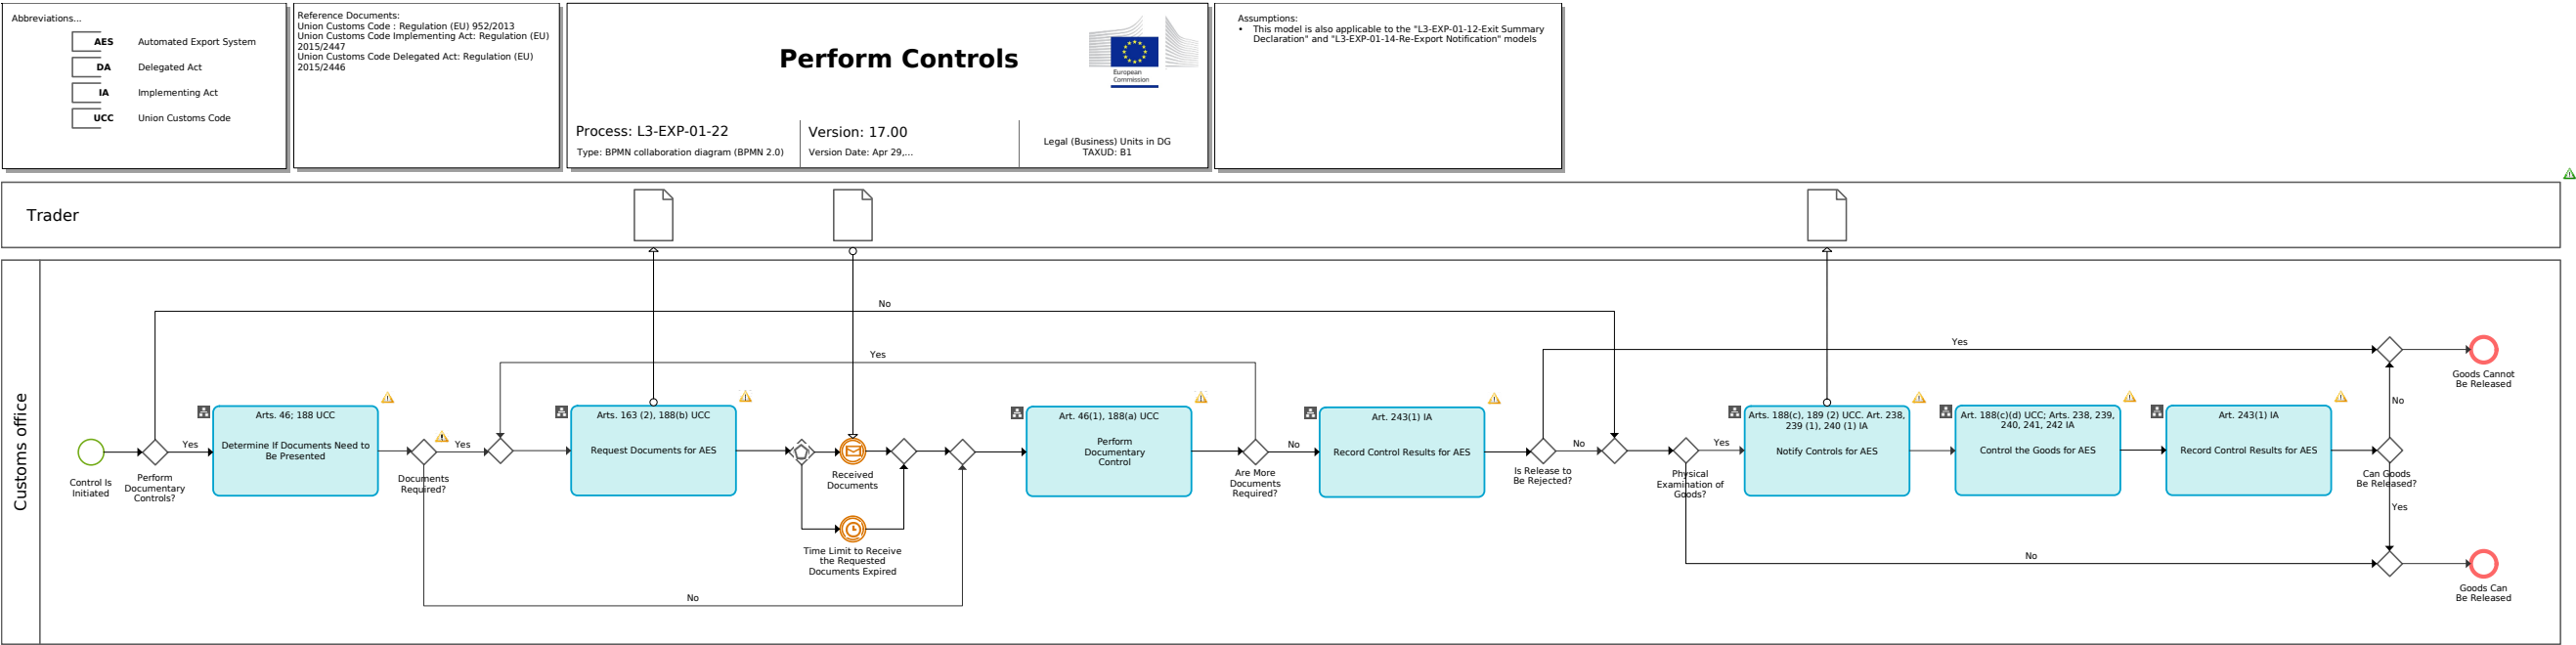 Abbreviations...
AES Automated Export System
DA Delegated Act
IA Implementing Act
UCC Union Customs Code
Reference Documents:
Union Customs Code : Regulation (EU) 952/2013
Union Customs Code Implementing Act: Regulation (EU)
2015/2447
Union Customs Code Delegated Act: Regulation (EU)
2015/2446
Perform Controls
European
Commission
Process: L3-EXP-01-22
Type: BPMN collaboration diagram (BPMN 2.0)
Version: 17.00
Version Date: Apr 29,...
Legal (Business) Units in DG
TAXUD: B1
Assumptions:
• This model is also applicable to the "L3-EXP-01-12-Exit Summary
Declaration" and "L3-EXP-01-14-Re-Export Notification" models
Trader
Customs office
Control Is
Initiated
Perform
Documentary
Controls?
No
Yes
Arts. 46; 188 UCC
Determine If Documents Need to
Be Presented
Documents
Required?
Yes
No
Arts. 163 (2), 188(b) UCC
Request Documents for AES
Received
Documents
Time Limit to Receive
the Requested
Documents Expired
Yes
Art. 46(1), 188(a) UCC
Perform
Documentary
Control
Are More
Documents
Required?
No
Art. 243(1) IA
Record Control Results for AES
Is Release to
Be Rejected?
No
Yes
Physical
Examination of
Goods?
Yes
No
Arts. 188(c), 189 (2) UCC. Art. 238,
239 (1), 240 (1) IA
Notify Controls for AES
Art. 188(c)(d) UCC; Arts. 238, 239,
240, 241, 242 IA
Control the Goods for AES
Art. 243(1) IA
Record Control Results for AES
Can Goods
Be Released?
No
Yes
Goods Cannot
Be Released
Goods Can
Be Released